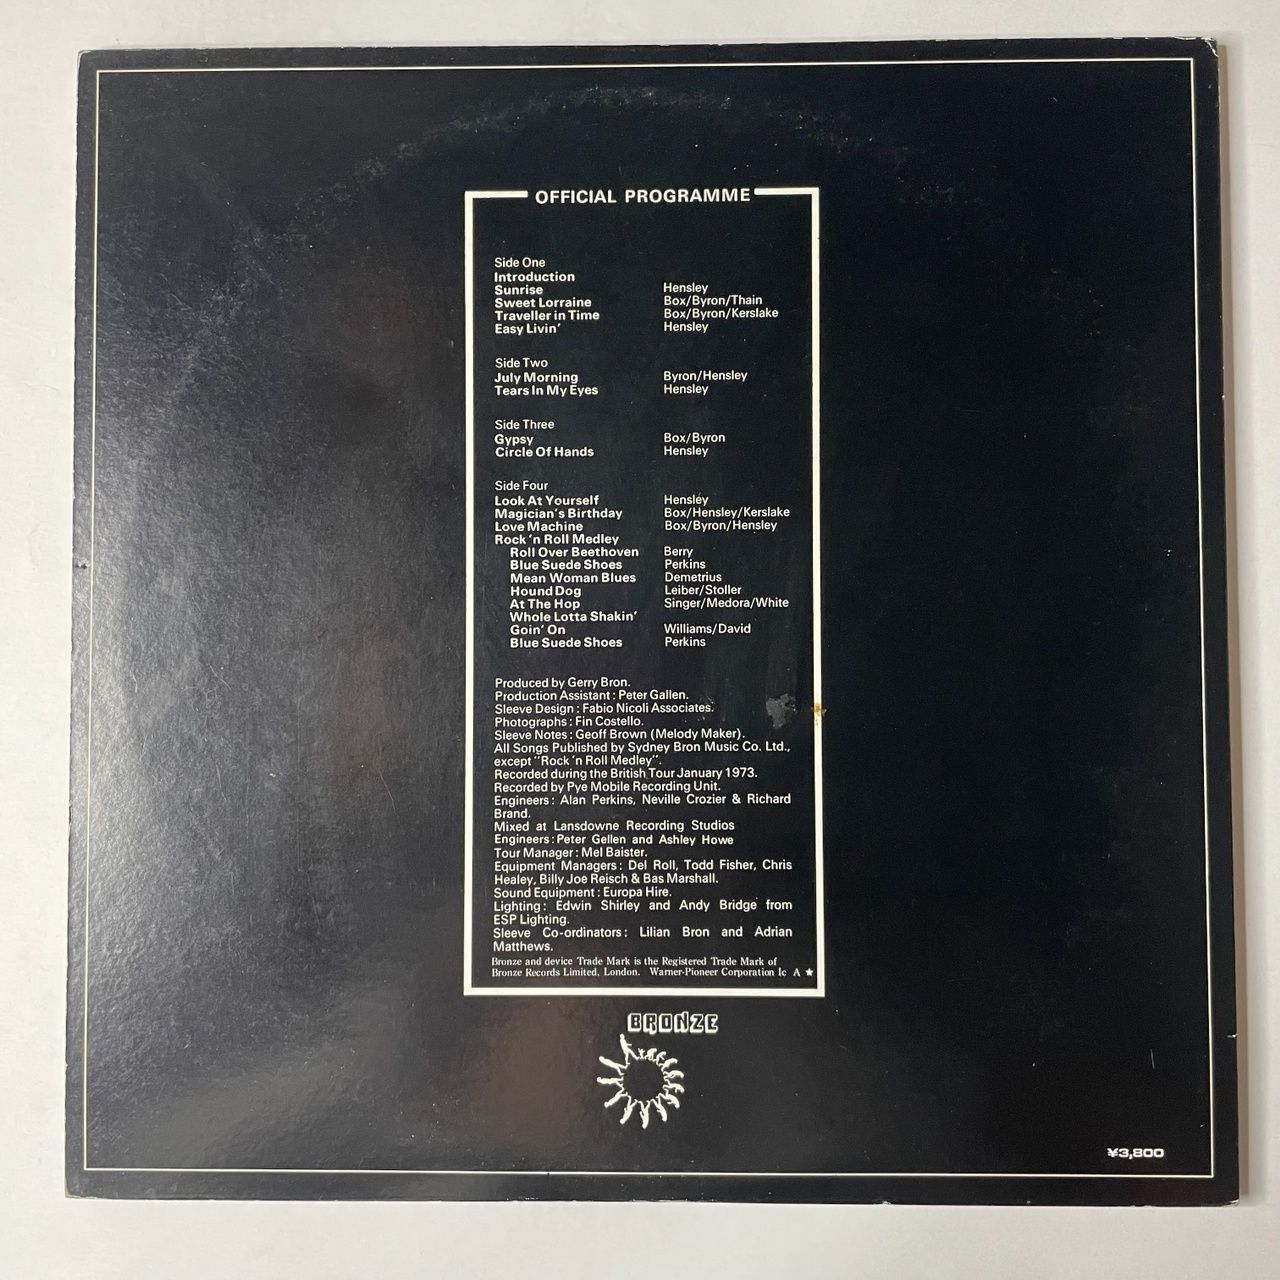 OFFICIAL PROGRAMME
Side One
Introduction
Sunrise Hensley
Sweet Lorraine Box/Byron/Thain
Traveller in Time Box/Byron/Kerslake
Easy Livin' Hensley
Side Two
July Morning Byron/Hensley
Tears In My Eyes Hensley
Side Three
Gypsy Box/Byron
Circle Of Hands Hensley
Side Four
Look At Yourself Hensley
Magician's Birthday Box/Hensley/Kerslake
Love Machine Box/Byron/Hensley
Rock 'n Roll Medley
Roll Over Beethoven Berry
Blue Suede Shoes Perkins
Mean Woman Blues Demetrius
Hound Dog Leiber/Stoller
At The Hop Singer/Medora/White
Whole Lotta Shakin'
Goin' On Williams/David
Blue Suede Shoes Perkins
Produced by Gerry Bron.
Production Assistant : Peter Gallen.
Sleeve Design : Fabio Nicoli Associates.
Photographs : Fin Costello.
Sleeve Notes : Geoff Brown (Melody Maker).
All Songs Published by Sydney Bron Music Co. Ltd.,
except "Rock 'n Roll Medley".
Recorded during the British Tour January 1973.
Recorded by Pye Mobile Recording Unit.
Engineers : Alan Perkins, Neville Crozier & Richard
Brand.
Mixed at Lansdowne Recording Studios
Engineers : Peter Gellen and Ashley Howe
Tour Manager : Mel Baister.
Equipment Managers : Del Roll, Todd Fisher, Chris
Healey, Billy Joe Reisch & Bas Marshall.
Sound Equipment : Europa Hire.
Lighting : Edwin Shirley and Andy Bridge from
ESP Lighting.
Sleeve Co-ordinators : Lilian Bron and Adrian
Matthews.
Bronze and device Trade Mark is the Registered Trade Mark of
Bronze Records Limited, London. Warner-Pioneer Corporation 1c A ★
BRONZE
¥3,800